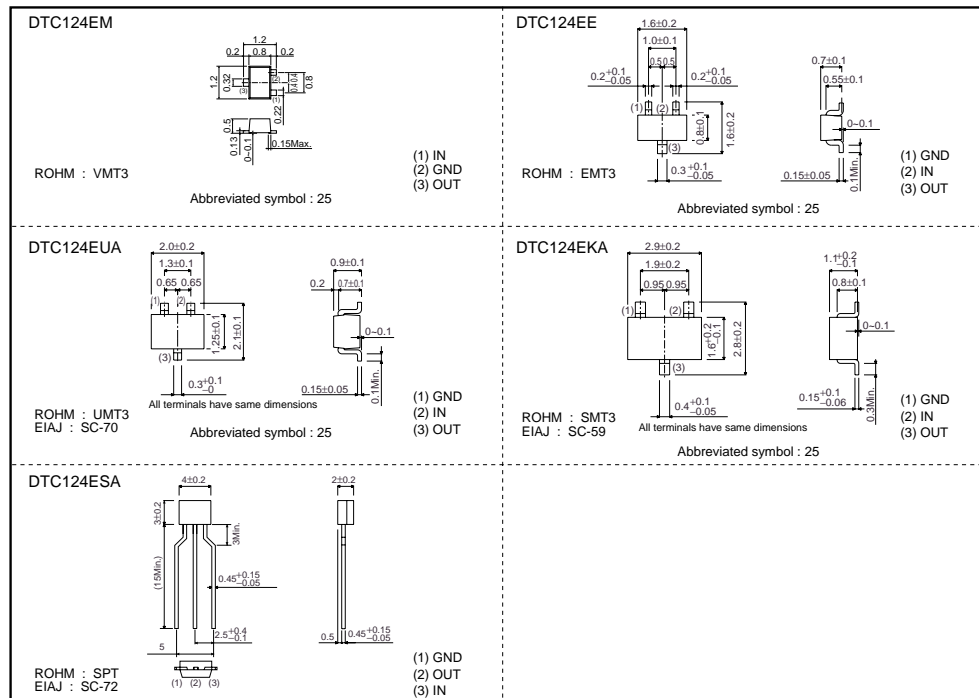 DTC124EM
1.2
0.2 0.8 0.2
1.2
0.32
(3)
(2)
(1)
0.4 0.4
0.8
0.22
0.5
0.13
0~0.1
0.15Max.
(1) IN
(2) GND
(3) OUT
ROHM : VMT3
Abbreviated symbol : 25
DTC124EE
1.6±0.2
1.0±0.1
0.5 0.5
0.2+0.1 −0.05
0.2+0.1 −0.05
(1) (2)
(3)
0.8±0.1
1.6±0.2
0.3+0.1 −0.05
0.7±0.1
0.55±0.1
0~0.1
0.15±0.05
0.1Min.
(1) GND
(2) IN
(3) OUT
ROHM : EMT3
Abbreviated symbol : 25
DTC124EUA
2.0±0.2
1.3±0.1
0.65 0.65
(1) (2)
(3)
1.25±0.1
2.1±0.1
0.3+0.1 −0
0.9±0.1
0.2 0.7±0.1
0~0.1
0.15±0.05
0.1Min.
All terminals have same dimensions
(1) GND
(2) IN
(3) OUT
ROHM : UMT3
EIAJ : SC-70
Abbreviated symbol : 25
DTC124EKA
2.9±0.2
1.9±0.2
0.95 0.95
(1) (2)
(3)
1.6+0.2 −0.1
2.8±0.2
0.4+0.1 −0.05
1.1+0.2 −0.1
0.8±0.1
0~0.1
0.15+0.1 −0.06
0.3Min.
All terminals have same dimensions
(1) GND
(2) IN
(3) OUT
ROHM : SMT3
EIAJ : SC-59
Abbreviated symbol : 25
DTC124ESA
4±0.2
2±0.2
3±0.2
3Min.
(15Min.)
0.45+0.15 −0.05
2.5+0.4 −0.1
5
0.5 0.45+0.15 −0.05
(1) (2) (3)
(1) GND
(2) OUT
(3) IN
ROHM : SPT
EIAJ : SC-72